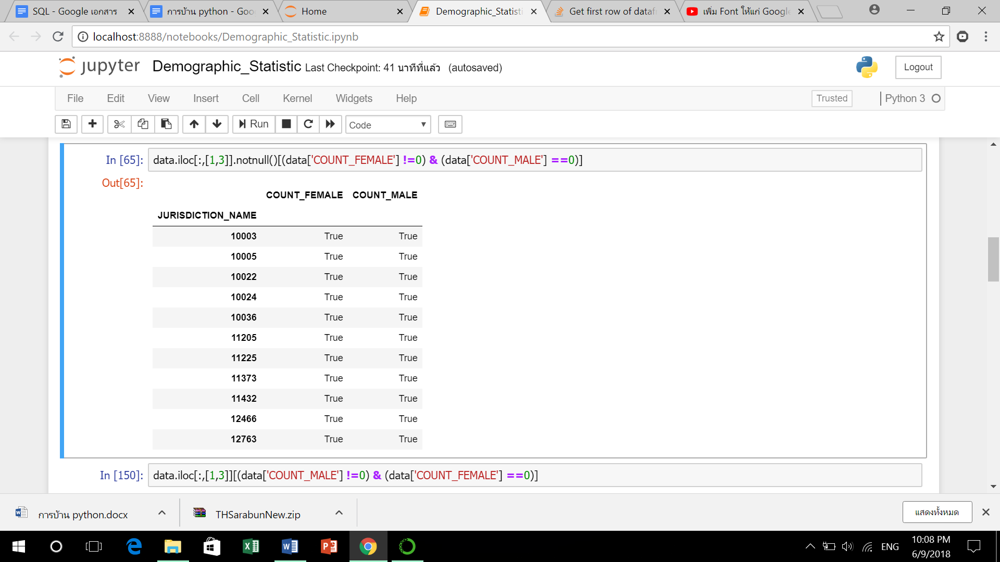 SQL - Google เอกสาร
การบ้าน python - Goo
Home
Demographic_Statisti
Get first row of dataf
เพิ่ม Font ให้แก่ Google
localhost:8888/notebooks/Demographic_Statistic.ipynb
jupyter Demographic_Statistic Last Checkpoint: 41 นาทีที่แล้ว (autosaved)
Logout
File Edit View Insert Cell Kernel Widgets Help Trusted Python 3
Run Code
In [65]: data.iloc[:,[1,3]].notnull()[(data['COUNT_FEMALE'] !=0) & (data['COUNT_MALE'] ==0)]
Out[65]:
COUNT_FEMALE COUNT_MALE
JURISDICTION_NAME
10003 True True
10005 True True
10022 True True
10024 True True
10036 True True
11205 True True
11225 True True
11373 True True
11432 True True
12466 True True
12763 True True
In [150]: data.iloc[:,[1,3]][(data['COUNT_MALE'] !=0) & (data['COUNT_FEMALE'] ==0)]
การบ้าน python.docx
THSarabunNew.zip
แสดงทั้งหมด
ENG
10:08 PM
6/9/2018